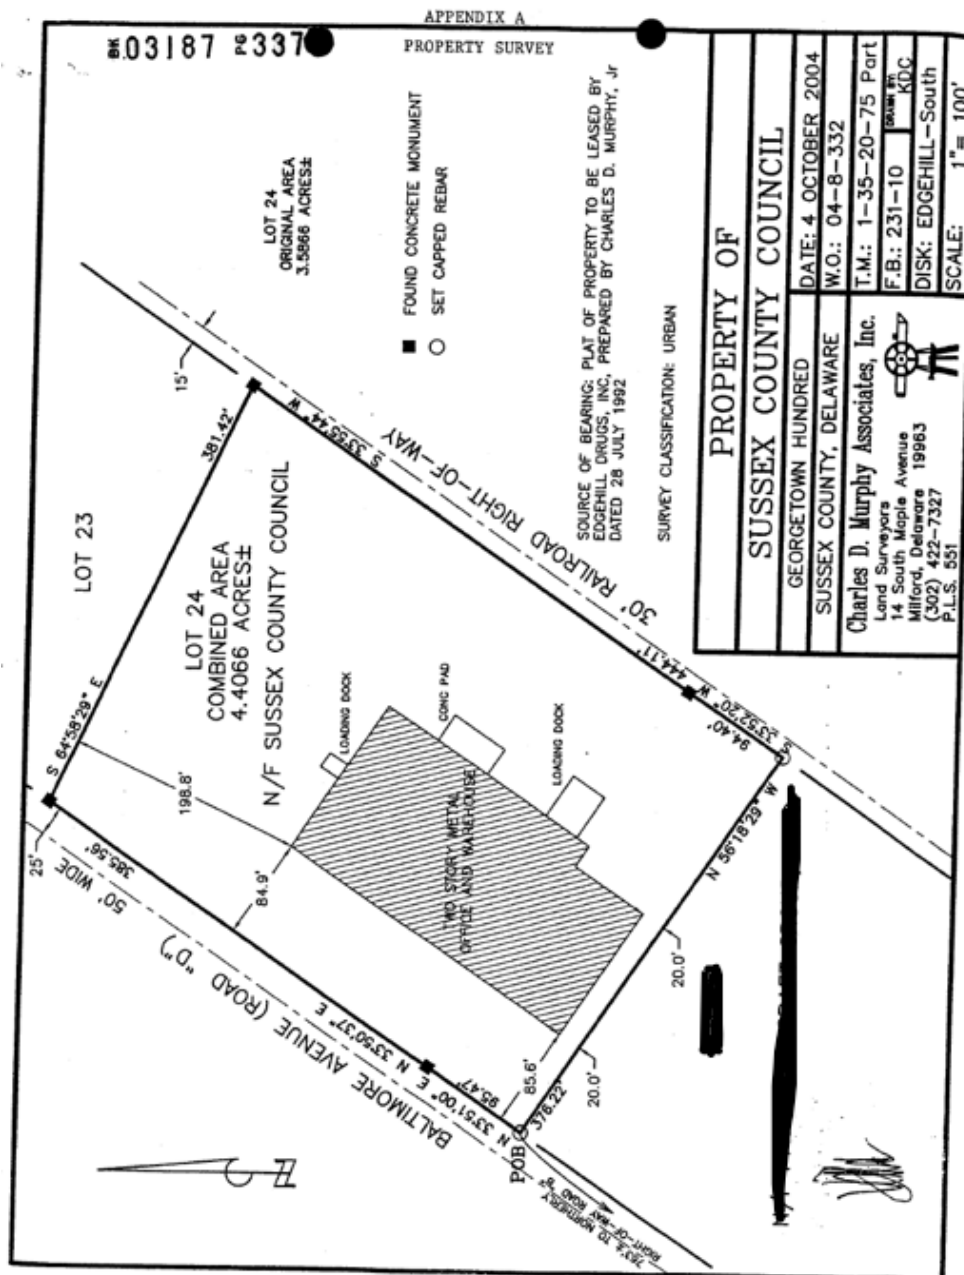 APPENDIX A
PROPERTY SURVEY
BK 03187 PG 337
LOT 24
ORIGINAL AREA
3.5866 ACRES±
FOUND CONCRETE MONUMENT
SET CAPPED REBAR
SOURCE OF BEARING: PLAT OF PROPERTY TO BE LEASED BY
EDGEHILL DRUGS, INC, PREPARED BY CHARLES D. MURPHY, Jr
DATED 28 JULY 1992
SURVEY CLASSIFICATION: URBAN
LOT 23
15'
381.42'
S 64°58'29" E
S 33°55'44" W
444.11'
30' RAILROAD RIGHT-OF-WAY
LOT 24
COMBINED AREA
4.4066 ACRES±
N/F SUSSEX COUNTY COUNCIL
198.8'
84.9'
LOADING DOCK
CONC PAD
LOADING DOCK
TWO STORY METAL
OFFICE AND WAREHOUSE
25'
50' WIDE
385.56'
N 33°50'37" E
BALTIMORE AVENUE (ROAD "D")
N 33°51'00" E
95.47'
85.6'
POB
376.22'
N 56°18'29" W
20.0'
20.0'
S 33°52'20" W
94.40'
763'± TO NORTHERLY
RIGHT-OF-WAY ROAD "B"
N
PROPERTY OF
SUSSEX COUNTY COUNCIL
GEORGETOWN HUNDRED
SUSSEX COUNTY, DELAWARE
DATE: 4 OCTOBER 2004
W.O.: 04-8-332
T.M.: 1-35-20-75 Part
F.B.: 231-10
DRAWN BY: KDC
DISK: EDGEHILL-South
SCALE: 1"= 100'
Charles D. Murphy Associates, Inc.
Land Surveyors
14 South Maple Avenue
Milford, Delaware 19963
(302) 422-7327
P.L.S. 551